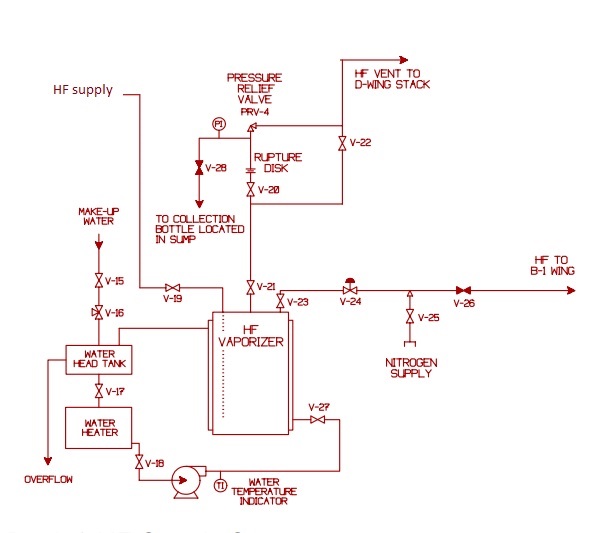 D-WING STACK
HF VENT TO
PRESSURE
RELIEF
VALVE
PRV-4
HF supply
PI
V-22
RUPTURE
DISK
V-28
V-20
TO COLLECTION
BOTTLE LOCATED
IN SUMP
MAKE-UP
WATER
HF TO
B-1 WING
V-15
V-19
V-21
V-23
V-24
V-26
V-16
V-25
HF
VAPORIZER
WATER
HEAD TANK
NITROGEN
SUPPLY
V-17
V-27
WATER
HEATER
V-18
OVERFLOW
TI
WATER
TEMPERATURE
INDICATOR